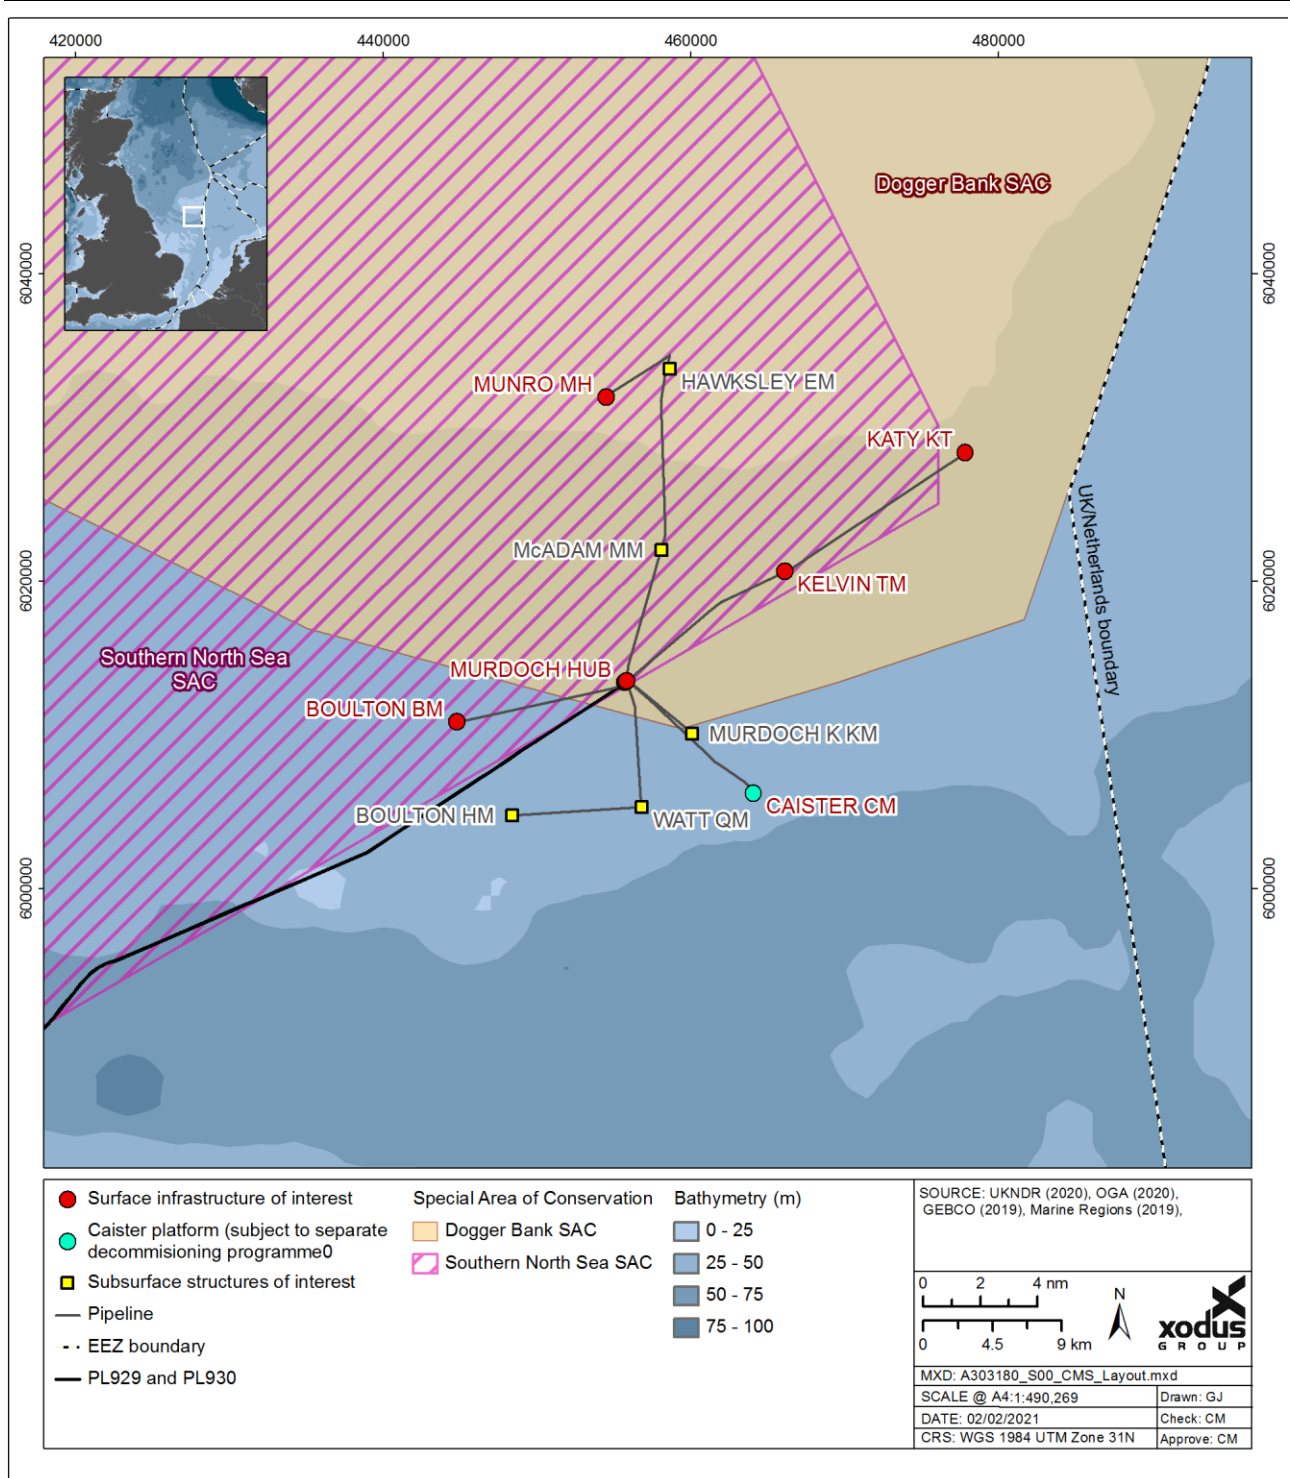 420000
440000
460000
480000
6040000
6040000
Dogger Bank SAC
MUNRO MH
HAWKSLEY EM
KATY KT
McADAM MM
KELVIN TM
6020000
6020000
UK/Netherlands boundary
Southern North Sea
SAC
MURDOCH HUB
BOULTON BM
MURDOCH K KM
CAISTER CM
BOULTON HM
WATT QM
6000000
6000000
Surface infrastructure of interest
Caister platform (subject to separate
decommisioning programme0
Subsurface structures of interest
Pipeline
EEZ boundary
PL929 and PL930
Special Area of Conservation
Dogger Bank SAC
Southern North Sea SAC
Bathymetry (m)
0 - 25
25 - 50
50 - 75
75 - 100
SOURCE: UKNDR (2020), OGA (2020),
GEBCO (2019), Marine Regions (2019),
0 2 4 nm
0 4.5 9 km
N
xodus
GROUP
MXD: A303180_S00_CMS_Layout.mxd
SCALE @ A4:1:490,269
Drawn: GJ
DATE: 02/02/2021
Check: CM
CRS: WGS 1984 UTM Zone 31N
Approve: CM